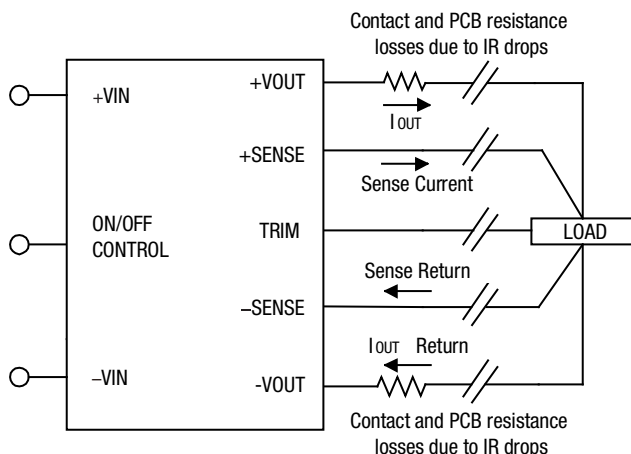 Contact and PCB resistance
losses due to IR drops
+VOUT
+VIN
IOUT
+SENSE
Sense Current
ON/OFF
CONTROL
TRIM
LOAD
Sense Return
−SENSE
IOUT Return
−VIN
-VOUT
Contact and PCB resistance
losses due to IR drops